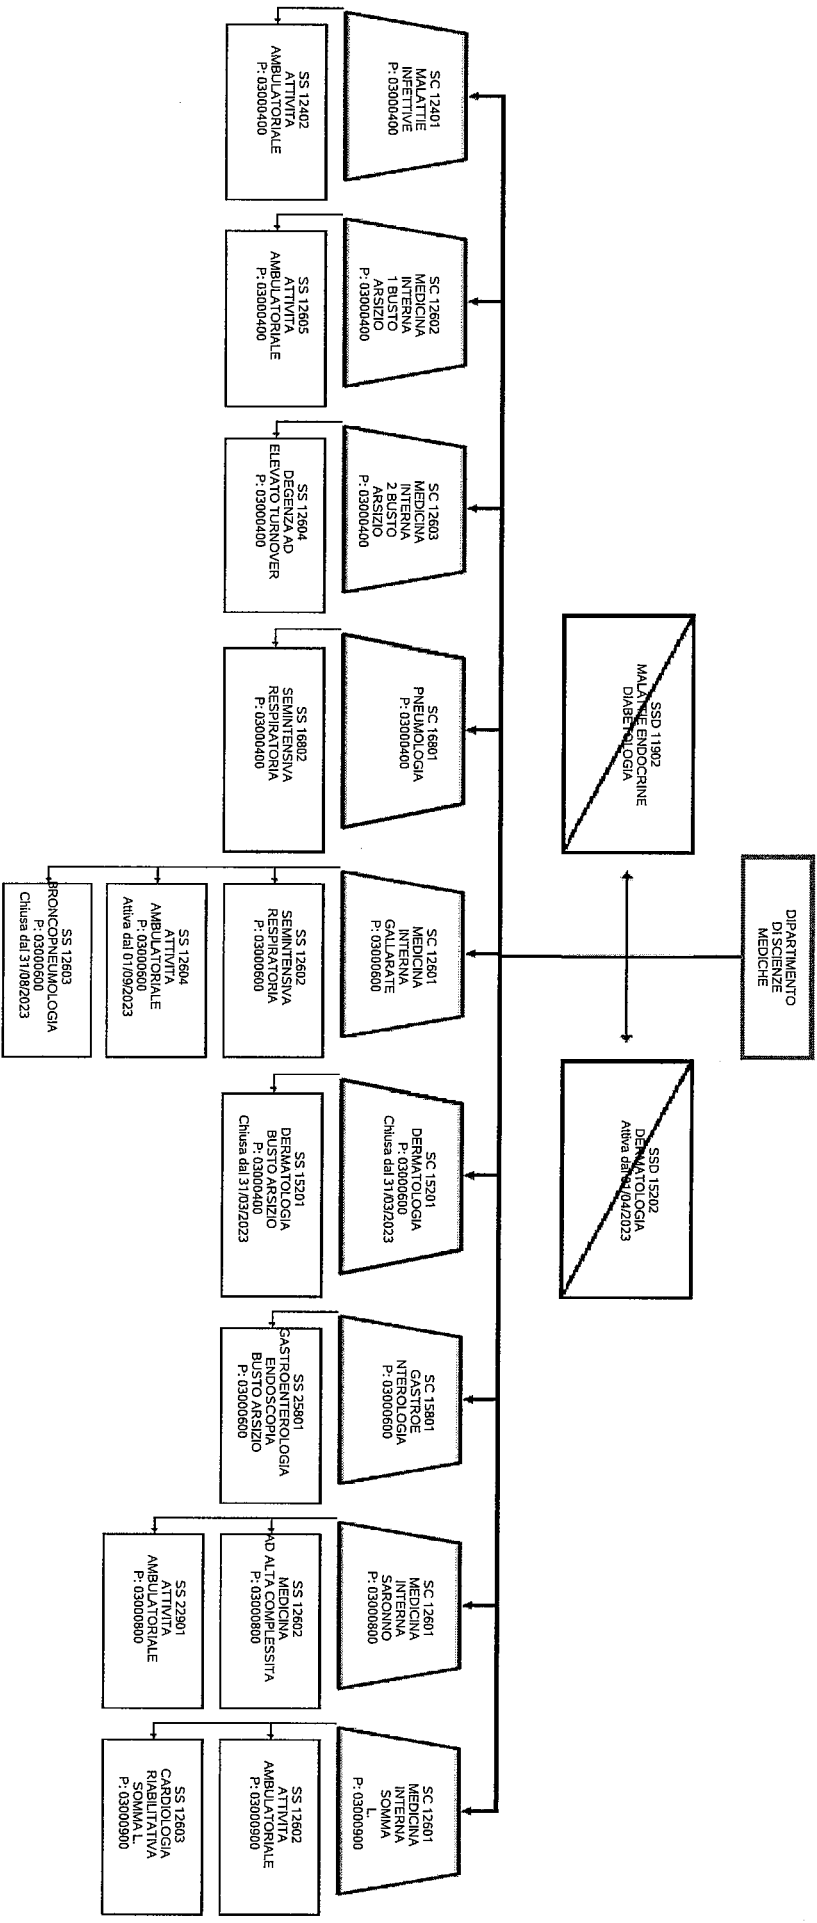 DIPARTIMENTO
DI SCIENZE
MEDICHE
SSD 11902
MALATTIE ENDOCRINE
DIABETOLOGIA
SSD 15202
DERMATOLOGIA
Attiva dal 01/04/2023
SC 12401
MALATTIE
INFETTIVE
P: 03000400
SS 12402
ATTIVITA
AMBULATORIALE
P: 03000400
SC 12602
MEDICINA
INTERNA
1 BUSTO
ARSIZIO
P: 03000400
SS 12605
ATTIVITA
AMBULATORIALE
P: 03000400
SC 12603
MEDICINA
INTERNA
2 BUSTO
ARSIZIO
P: 03000400
SS 12604
DEGENZA AD
ELEVATO TURNOVER
P: 03000400
SC 16801
PNEUMOLOGIA
P: 03000400
SS 16802
SEMINTENSIVA
RESPIRATORIA
P: 03000400
SC 12601
MEDICINA
INTERNA
GALLARATE
P: 03000600
SS 12602
SEMINTENSIVA
RESPIRATORIA
P: 03000600
SS 12604
ATTIVITA
AMBULATORIALE
P: 03000600
Attiva dal 01/09/2023
SS 12603
BRONCOPNEUMOLOGIA
P: 03000600
Chiusa dal 31/08/2023
SC 15201
DERMATOLOGIA
P: 03000600
Chiusa dal 31/03/2023
SS 15201
DERMATOLOGIA
BUSTO ARSIZIO
P: 03000400
Chiusa dal 31/03/2023
SC 15801
GASTROE
NTEROLOGIA
P: 03000600
SS 25801
GASTROENTEROLOGIA
ENDOSCOPIA
BUSTO ARSIZIO
P: 03000600
SC 12601
MEDICINA
INTERNA
SARONNO
P: 03000800
SS 12602
MEDICINA
AD ALTA COMPLESSITA
P: 03000800
SS 22901
ATTIVITA
AMBULATORIALE
P: 03000800
SC 12601
MEDICINA
INTERNA
SOMMA
L.
P: 03000900
SS 12602
ATTIVITA
AMBULATORIALE
P: 03000900
SS 12603
CARDIOLOGIA
RIABILITATIVA
SOMMA L.
P: 03000900